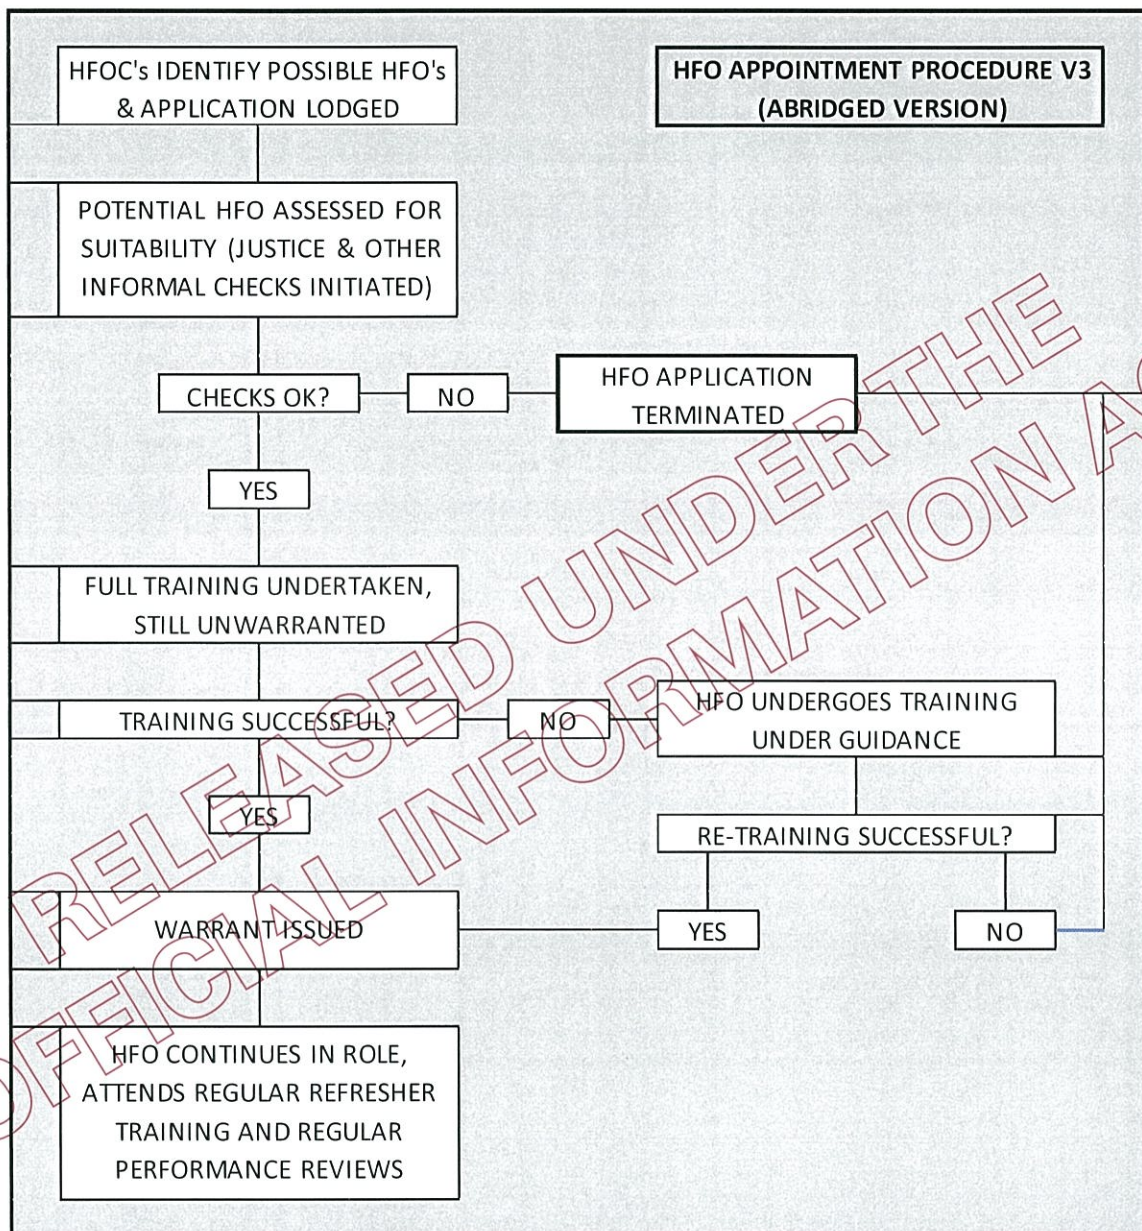 HFOC's IDENTIFY POSSIBLE HFO's
& APPLICATION LODGED
HFO APPOINTMENT PROCEDURE V3
(ABRIDGED VERSION)
POTENTIAL HFO ASSESSED FOR
SUITABILITY (JUSTICE & OTHER
INFORMAL CHECKS INITIATED)
CHECKS OK?
NO
HFO APPLICATION
TERMINATED
YES
FULL TRAINING UNDERTAKEN,
STILL UNWARRANTED
TRAINING SUCCESSFUL?
NO
HFO UNDERGOES TRAINING
UNDER GUIDANCE
YES
RE-TRAINING SUCCESSFUL?
WARRANT ISSUED
YES
NO
HFO CONTINUES IN ROLE,
ATTENDS REGULAR REFRESHER
TRAINING AND REGULAR
PERFORMANCE REVIEWS
RELEASED UNDER THE
OFFICIAL INFORMATION AC